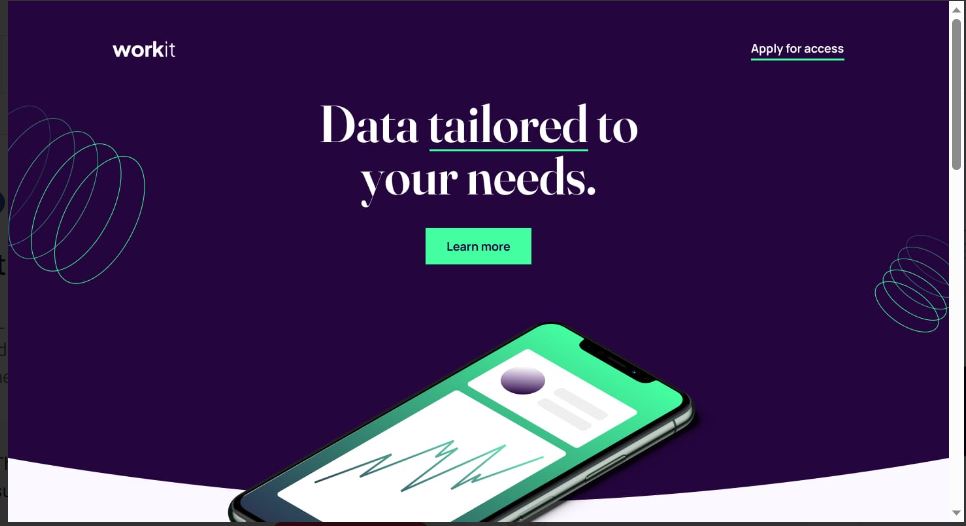 workit
Apply for access
Data tailored to
your needs.
Learn more